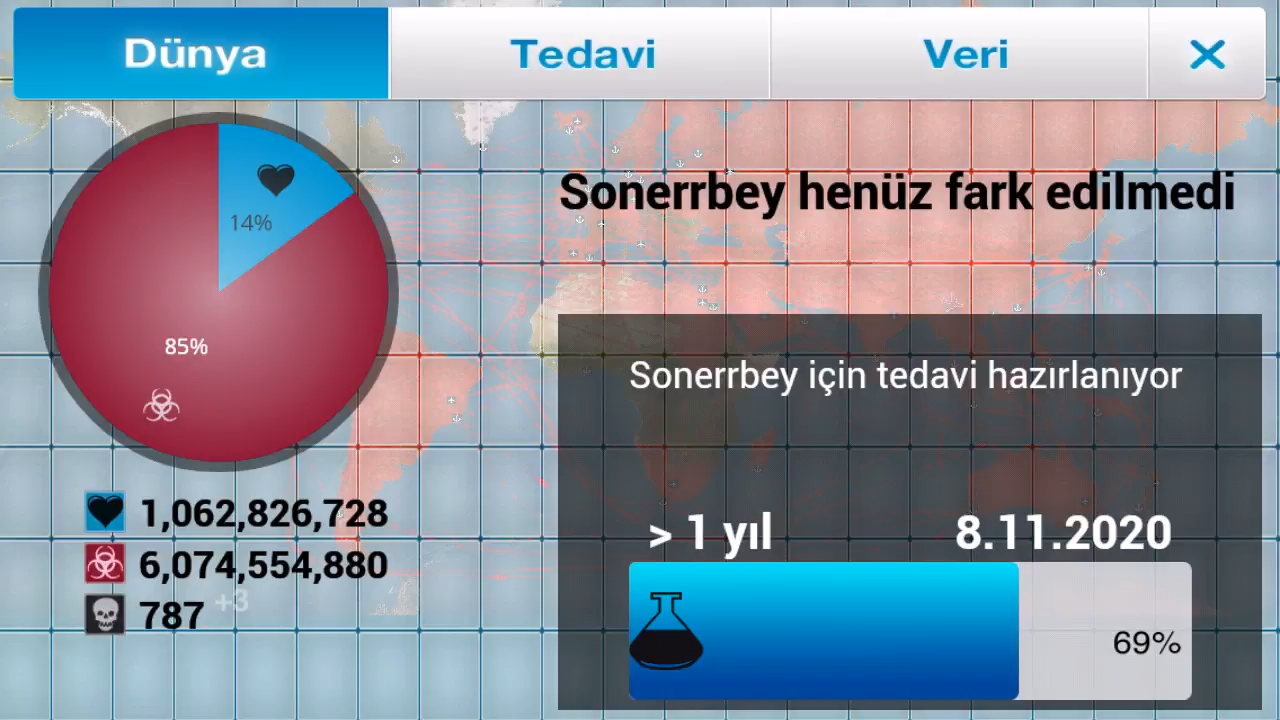 Dünya Tedavi Veri X
Sonerrbey henüz fark edilmedi
14%
85%
Sonerrbey için tedavi hazırlanıyor
1,062,826,728
6,074,554,880
787 +3
> 1 yıl 8.11.2020
69%